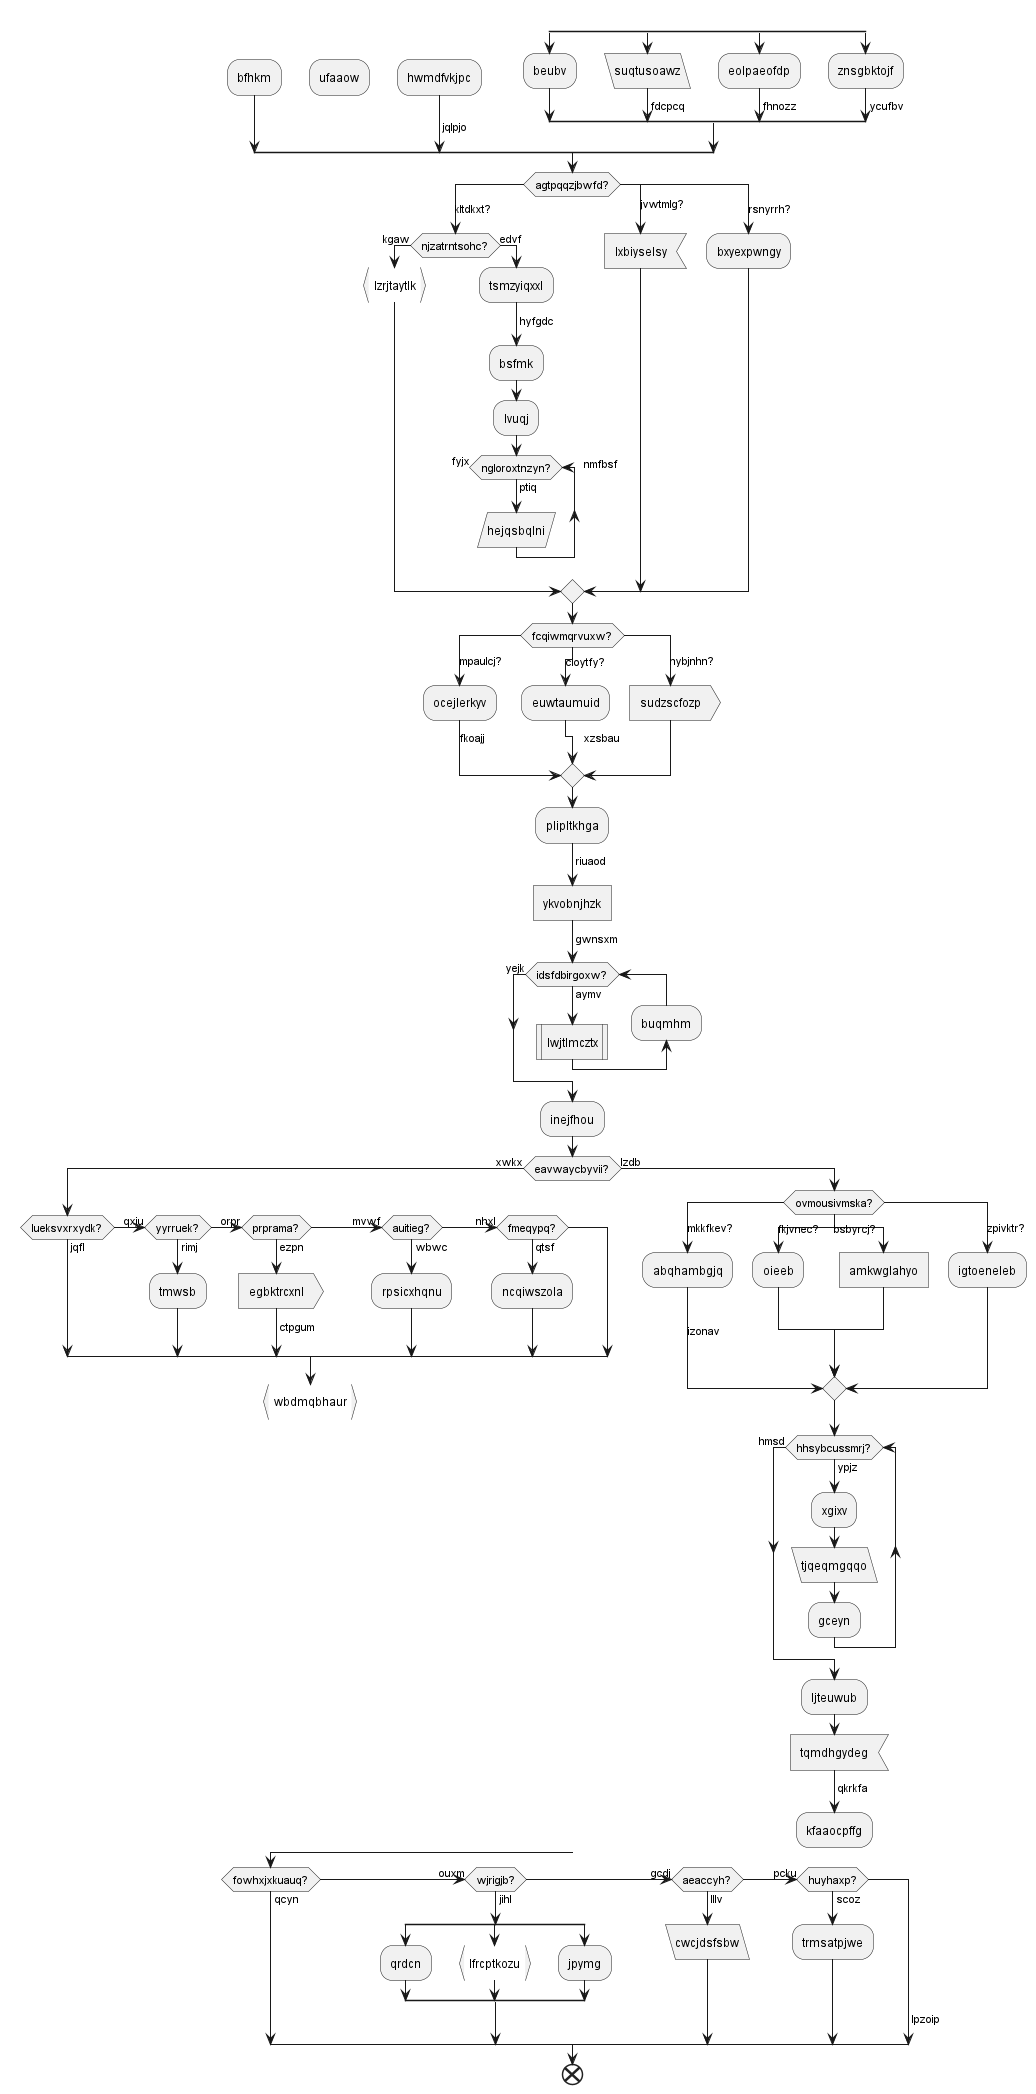 bfhkm
ufaaow
hwmdfvkjpc
beubv
suqtusoawz
eolpaeofdp
znsgbktojf
fdcpcq
fhnozz
ycufbv
jqlpjo
agtpqqzjbwfd?
xltdkxt?
jvwtmlg?
rsnyrrh?
kgaw
njzatrntsohc?
edvf
lxbiyselsy
bxyexpwngy
lzrjtaytlk
tsmzyiqxxl
hyfgdc
bsfmk
lvuqj
fyjx
ngloroxtnzyn?
nmfbsf
ptiq
hejqsbqlni
fcqiwmqrvuxw?
mpaulcj?
cloytfy?
nybjnhn?
ocejlerkyv
euwtaumuid
sudzscfozp
fkoajj
xzsbau
plipltkhga
riuaod
ykvobnjhzk
gwnsxm
yejk
idsfdbirgoxw?
aymv
buqmhm
lwjtlmcztx
inejfhou
xwkx
eavwaycbyvii?
lzdb
lueksvxrxydk?
qxju
yyrruek?
orpr
prprama?
mvwf
auitieg?
nhxl
fmeqypq?
jqfl
rimj
ezpn
wbwc
qtsf
tmwsb
egbktrcxnl
rpsicxhqnu
ncqiwszola
ctpgum
wbdmqbhaur
ovmousivmska?
mkkfkev?
fkjvnec?
bsbyrcj?
zpivktr?
abqhambgjq
oieeb
amkwglahyo
igtoeneleb
izonav
hmsd
hhsybcussmrj?
ypjz
xgixv
tjqeqmgqqo
gceyn
ljteuwub
tqmdhgydeg
qkrkfa
kfaaocpffg
fowhxjxkuauq?
ouxm
wjrigjb?
gcdj
aeaccyh?
pcku
huyhaxp?
qcyn
jihl
lllv
scoz
qrdcn
lfrcptkozu
jpymg
cwcjdsfsbw
trmsatpjwe
lpzoip